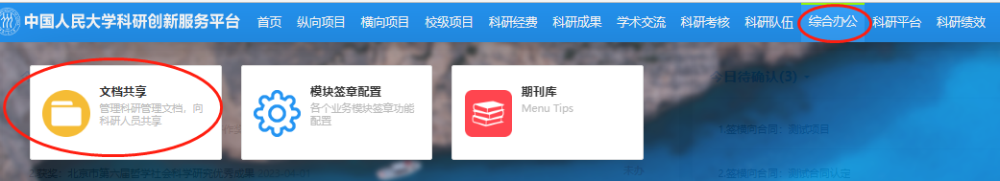 中国人民大学科研创新服务平台 首页 纵向项目 横向项目 校级项目 科研经费 科研成果 学术交流 科研考核 科研队伍 综合办公 科研平台 科研绩效
今日待确认(3)
文档共享
管理科研管理文档，向
科研人员共享
模块签章配置
各个业务模块签章功能
配置
期刊库
Menu Tips
1.签横向合同：测试项目
2.获奖：北京市第六届哲学社会科学研究优秀成果 2023-04-01
2.签横向合同：测试合同认定